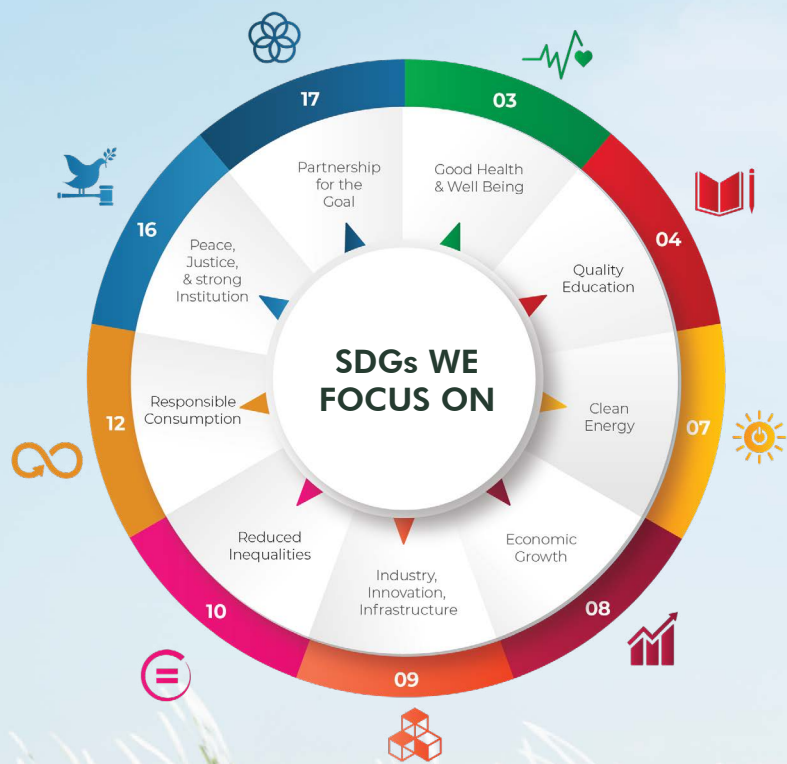 SDGs WE
FOCUS ON
03
Good Health
& Well Being
04
Quality
Education
07
Clean
Energy
08
Economic
Growth
09
Industry,
Innovation,
Infrastructure
10
Reduced
Inequalities
12
Responsible
Consumption
16
Peace,
Justice,
& strong
Institution
17
Partnership
for the
Goal